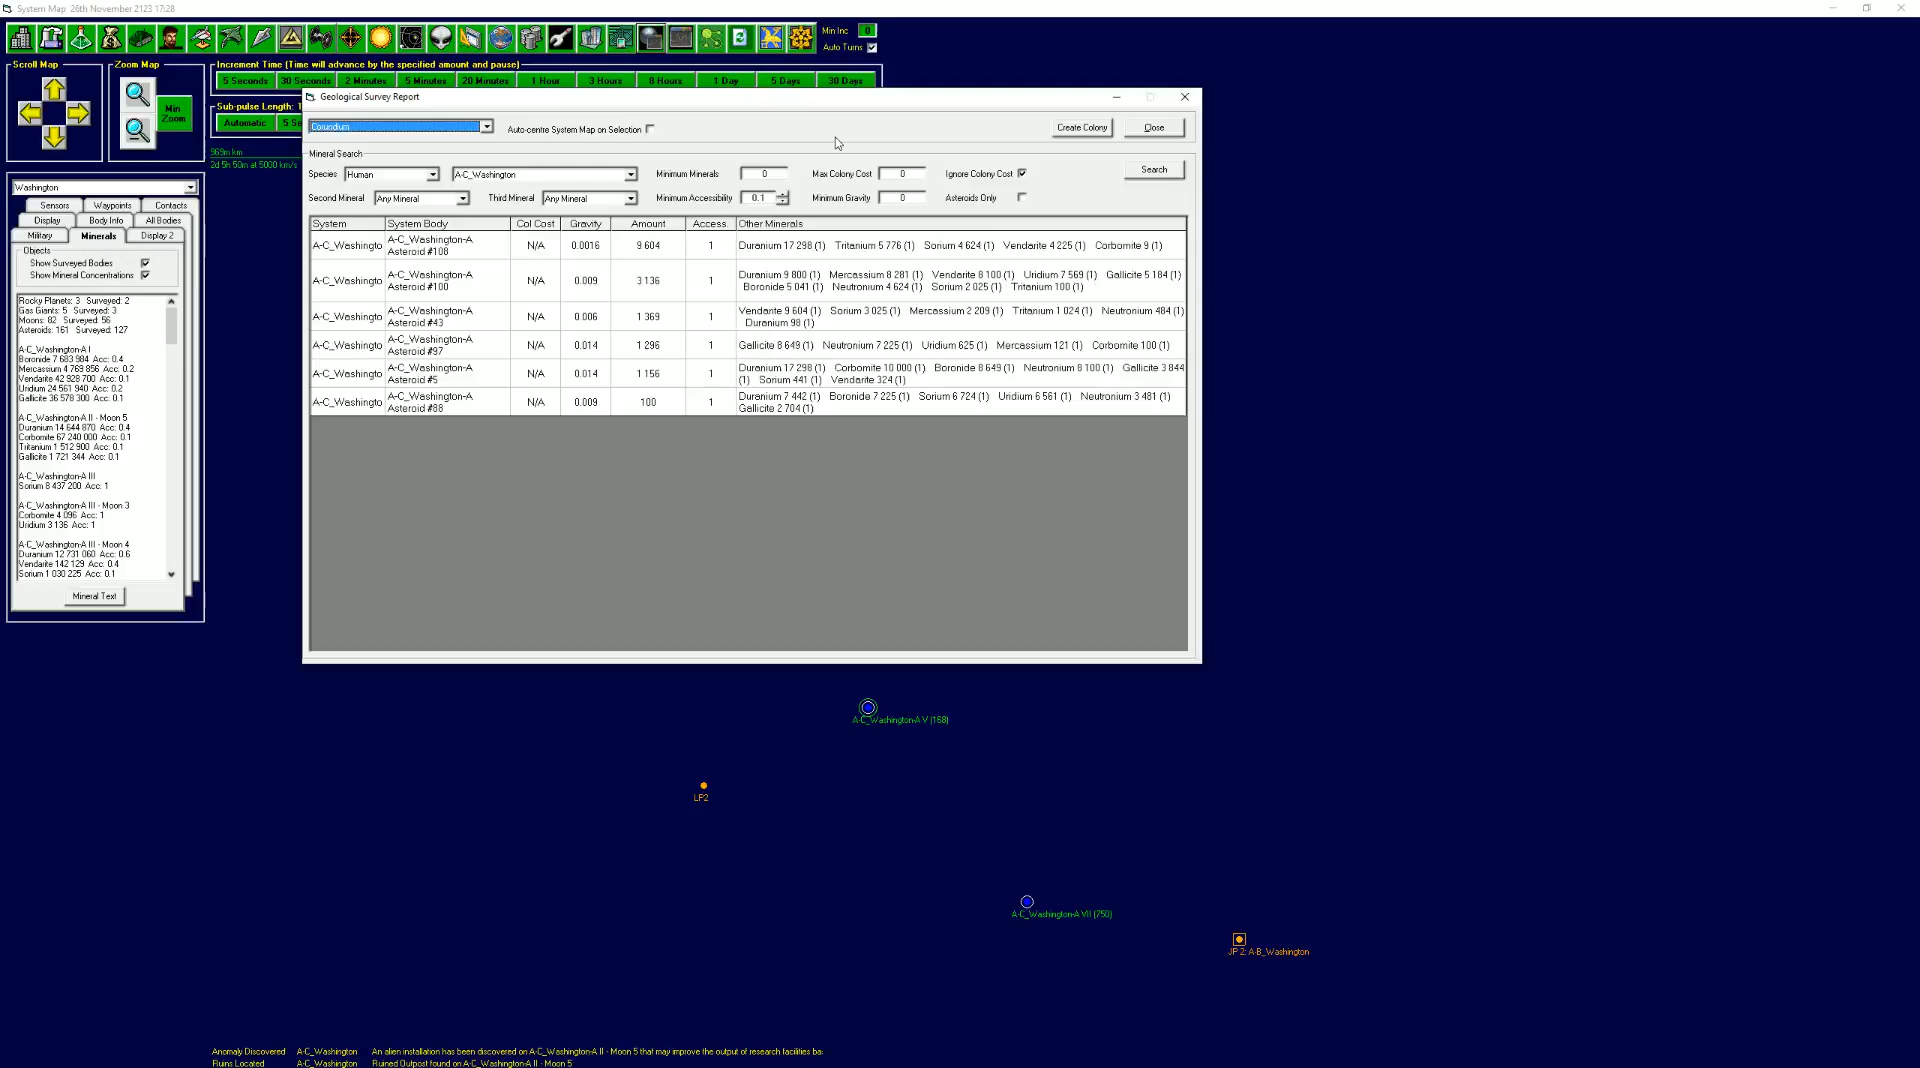 System Map 26th November 2123 17:28
Min Inc 0
Auto Turns
Scroll Map
Zoom Map
Min Zoom
Increment Time (Time will advance by the specified amount and pause)
5 Seconds 30 Seconds 2 Minutes 5 Minutes 20 Minutes 1 Hour 3 Hours 8 Hours 1 Day 5 Days 30 Days
Sub-pulse Length: T
Automatic 5 Se
969m km
2d 5h 50m at 5000 km/s
Geological Survey Report
Corundium
Auto-centre System Map on Selection
Create Colony
Close
Mineral Search
Species Human A-C_Washington Minimum Minerals 0 Max Colony Cost 0 Ignore Colony Cost
Search
Second Mineral Any Mineral Third Mineral Any Mineral Minimum Accessibility 0.1 Minimum Gravity 0 Asteroids Only
System System Body Col Cost Gravity Amount Access. Other Minerals
A-C_Washingto A-C_Washington-A Asteroid #108 N/A 0.0016 9 604 1 Duranium 17 298 (1) Tritanium 5 776 (1) Sorium 4 624 (1) Vendarite 4 225 (1) Corbomite 9 (1)
A-C_Washingto A-C_Washington-A Asteroid #100 N/A 0.009 3 136 1 Duranium 9 800 (1) Mercassium 8 281 (1) Vendarite 8 100 (1) Uridium 7 569 (1) Gallicite 5 184 (1)
Boronide 5 041 (1) Neutronium 4 624 (1) Sorium 2 025 (1) Tritanium 100 (1)
A-C_Washingto A-C_Washington-A Asteroid #43 N/A 0.006 1 369 1 Vendarite 9 604 (1) Sorium 3 025 (1) Mercassium 2 209 (1) Tritanium 1 024 (1) Neutronium 484 (1)
Duranium 98 (1)
A-C_Washingto A-C_Washington-A Asteroid #97 N/A 0.014 1 296 1 Gallicite 8 649 (1) Neutronium 7 225 (1) Uridium 625 (1) Mercassium 121 (1) Corbomite 100 (1)
A-C_Washingto A-C_Washington-A Asteroid #5 N/A 0.014 1 156 1 Duranium 17 298 (1) Corbomite 10 000 (1) Boronide 8 649 (1) Neutronium 8 100 (1) Gallicite 3 844
(1) Sorium 441 (1) Vendarite 324 (1)
A-C_Washingto A-C_Washington-A Asteroid #88 N/A 0.009 100 1 Duranium 7 442 (1) Boronide 7 225 (1) Sorium 6 724 (1) Uridium 6 561 (1) Neutronium 3 481 (1)
Gallicite 2 704 (1)
Washington
Sensors Waypoints Contacts
Display Body Info All Bodies
Military Minerals Display 2
Objects
Show Surveyed Bodies
Show Mineral Concentrations
Rocky Planets: 3 Surveyed: 2
Gas Giants: 5 Surveyed: 3
Moons: 82 Surveyed: 56
Asteroids: 161 Surveyed: 127
A-C_Washington-A I
Boronide 7 683 984 Acc: 0.4
Mercassium 4 769 856 Acc: 0.2
Vendarite 42 928 700 Acc: 0.1
Uridium 24 561 940 Acc: 0.2
Gallicite 36 578 300 Acc: 0.1
A-C_Washington-A II - Moon 5
Duranium 14 644 870 Acc: 0.4
Corbomite 67 240 000 Acc: 0.1
Tritanium 1 512 900 Acc: 0.1
Gallicite 1 721 344 Acc: 0.1
A-C_Washington-A III
Sorium 8 437 200 Acc: 1
A-C_Washington-A III - Moon 3
Corbomite 4 096 Acc: 1
Uridium 3 136 Acc: 1
A-C_Washington-A III - Moon 4
Duranium 12 731 060 Acc: 0.6
Vendarite 142 129 Acc: 0.4
Sorium 1 030 225 Acc: 0.1
Mineral Text
A-C_Washington-A V (168)
LP2
A-C_Washington-A VII (750)
JP 2: A-B_Washington
Anomaly Discovered A-C_Washington An alien installation has been discovered on A-C_Washington-A II - Moon 5 that may improve the output of research facilities ba:
Ruins Located A-C_Washington Ruined Outpost found on A-C_Washington-A II - Moon 5